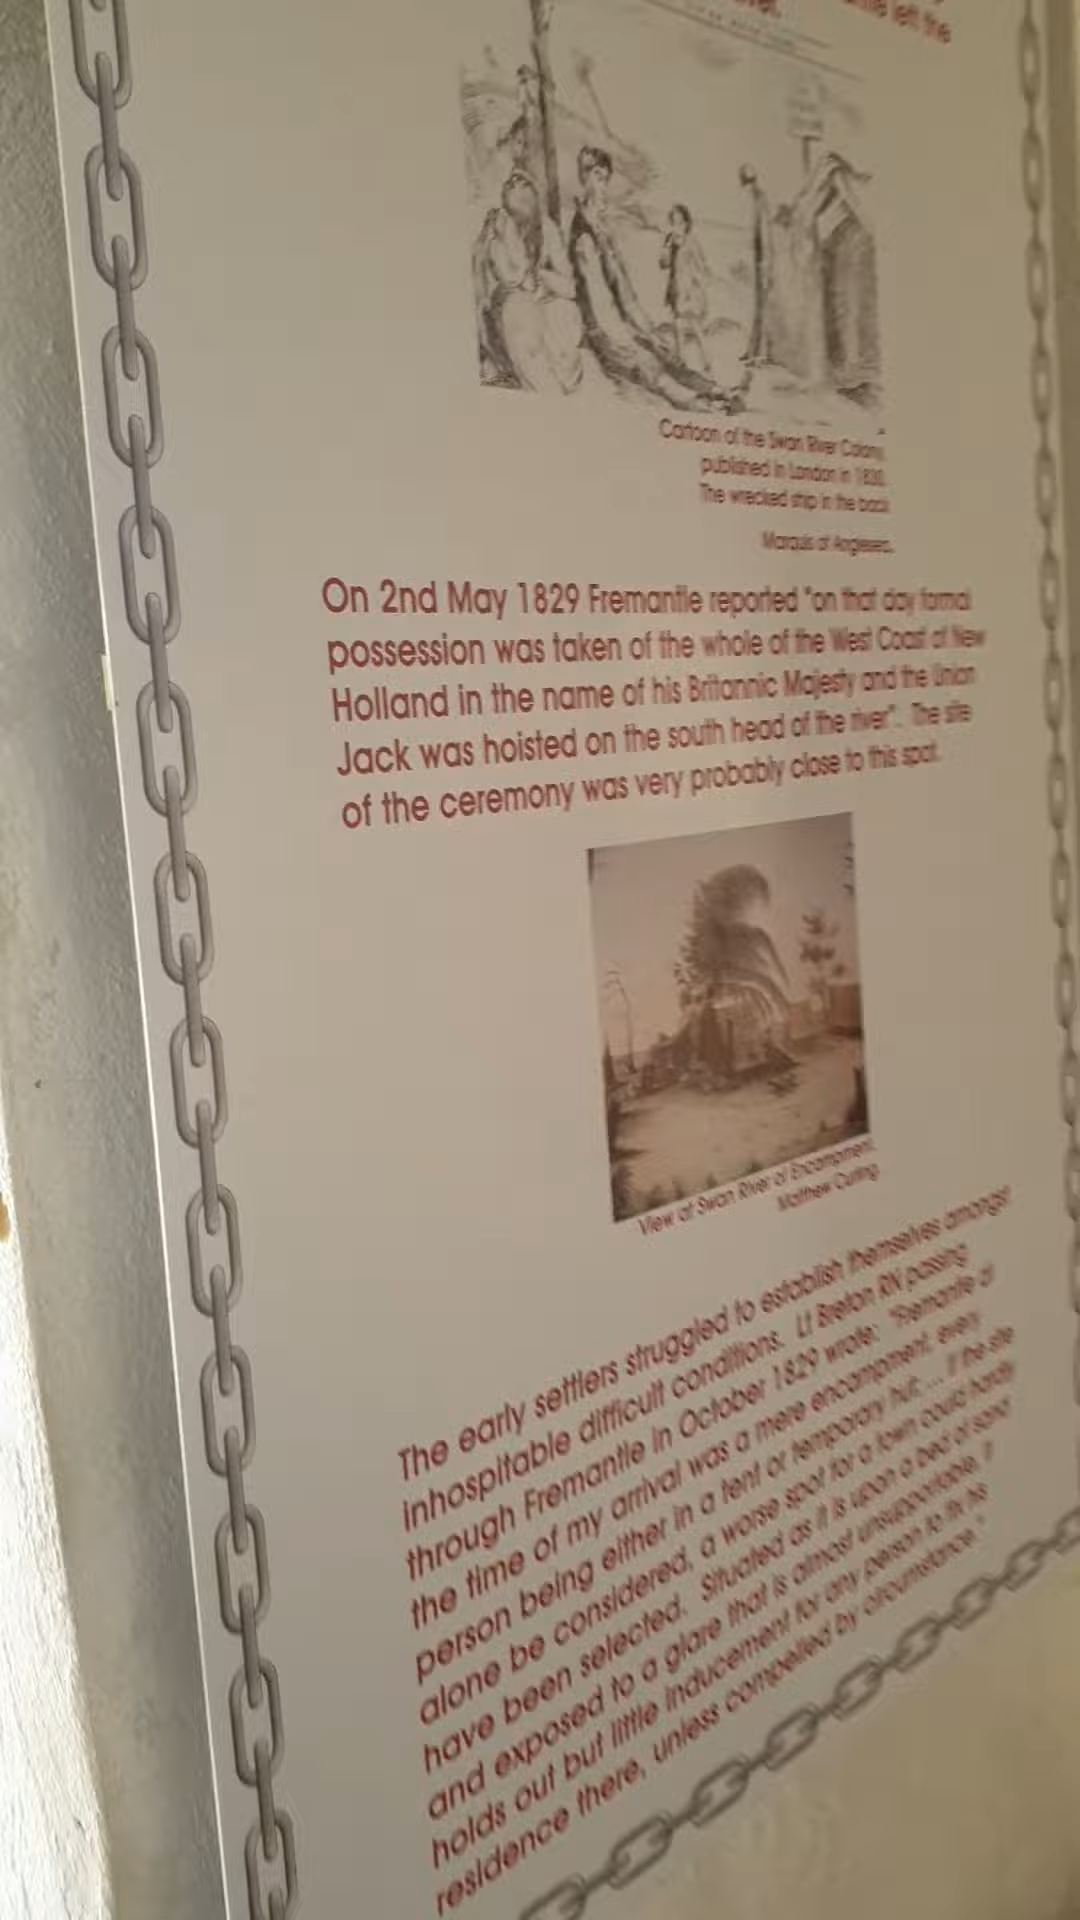 left the
Cartoon of the Swan River Colony
published in London in 1830.
The wrecked ship in the back
Marquis of Anglesea.
On 2nd May 1829 Fremantle reported "on that day formal
possession was taken of the whole of the West Coast of New
Holland in the name of his Britannic Majesty and the Union
Jack was hoisted on the south head of the river". The site
of the ceremony was very probably close to this spot.
View at Swan River of Encampment,
Matthew Curling
The early settlers struggled to establish themselves amongst
inhospitable difficult conditions. Lt Breton RN passing
through Fremantle in October 1829 wrote: "Fremantle at
the time of my arrival was a mere encampment, every
person being either in a tent or temporary hut; ... If the site
alone be considered, a worse spot for a town could hardly
have been selected. Situated as it is upon a bed of sand
and exposed to a glare that is almost unsupportable, it
holds out but little inducement for any person to fix his
residence there, unless compelled by circumstance."